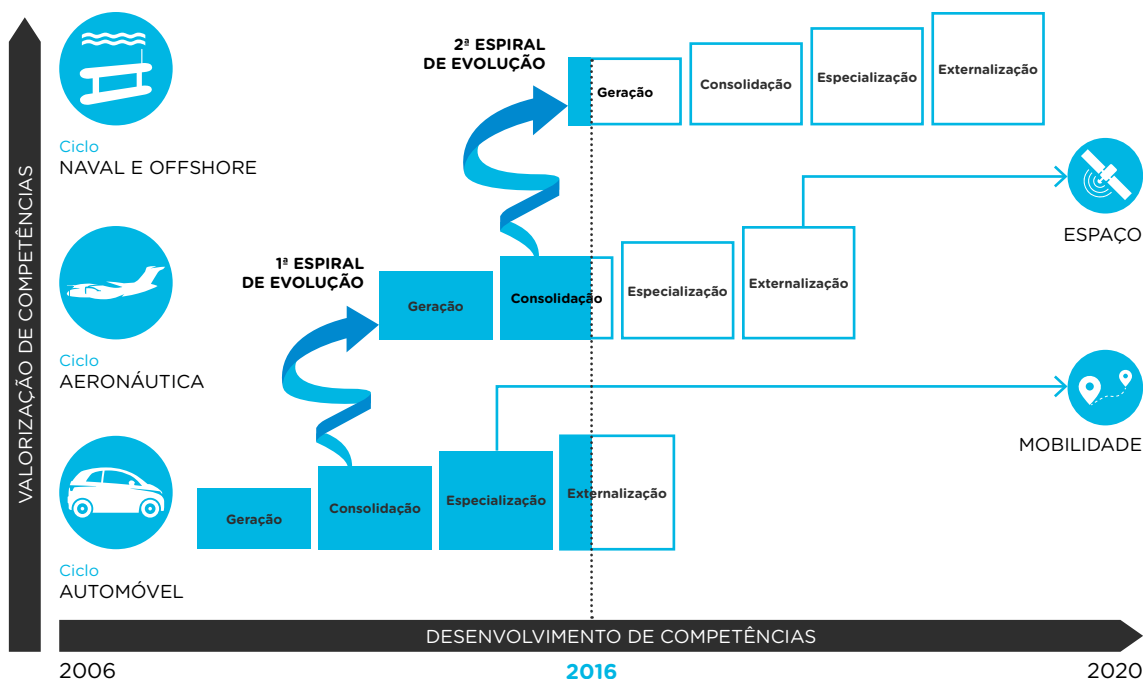 VALORIZAÇÃO DE COMPETÊNCIAS
Ciclo
NAVAL E OFFSHORE
2ª ESPIRAL
DE EVOLUÇÃO
Geração
Consolidação
Especialização
Externalização
ESPAÇO
Ciclo
AERONÁUTICA
1ª ESPIRAL
DE EVOLUÇÃO
Geração
Consolidação
Especialização
Externalização
MOBILIDADE
Ciclo
AUTOMÓVEL
Geração
Consolidação
Especialização
Externalização
DESENVOLVIMENTO DE COMPETÊNCIAS
2006
2016
2020